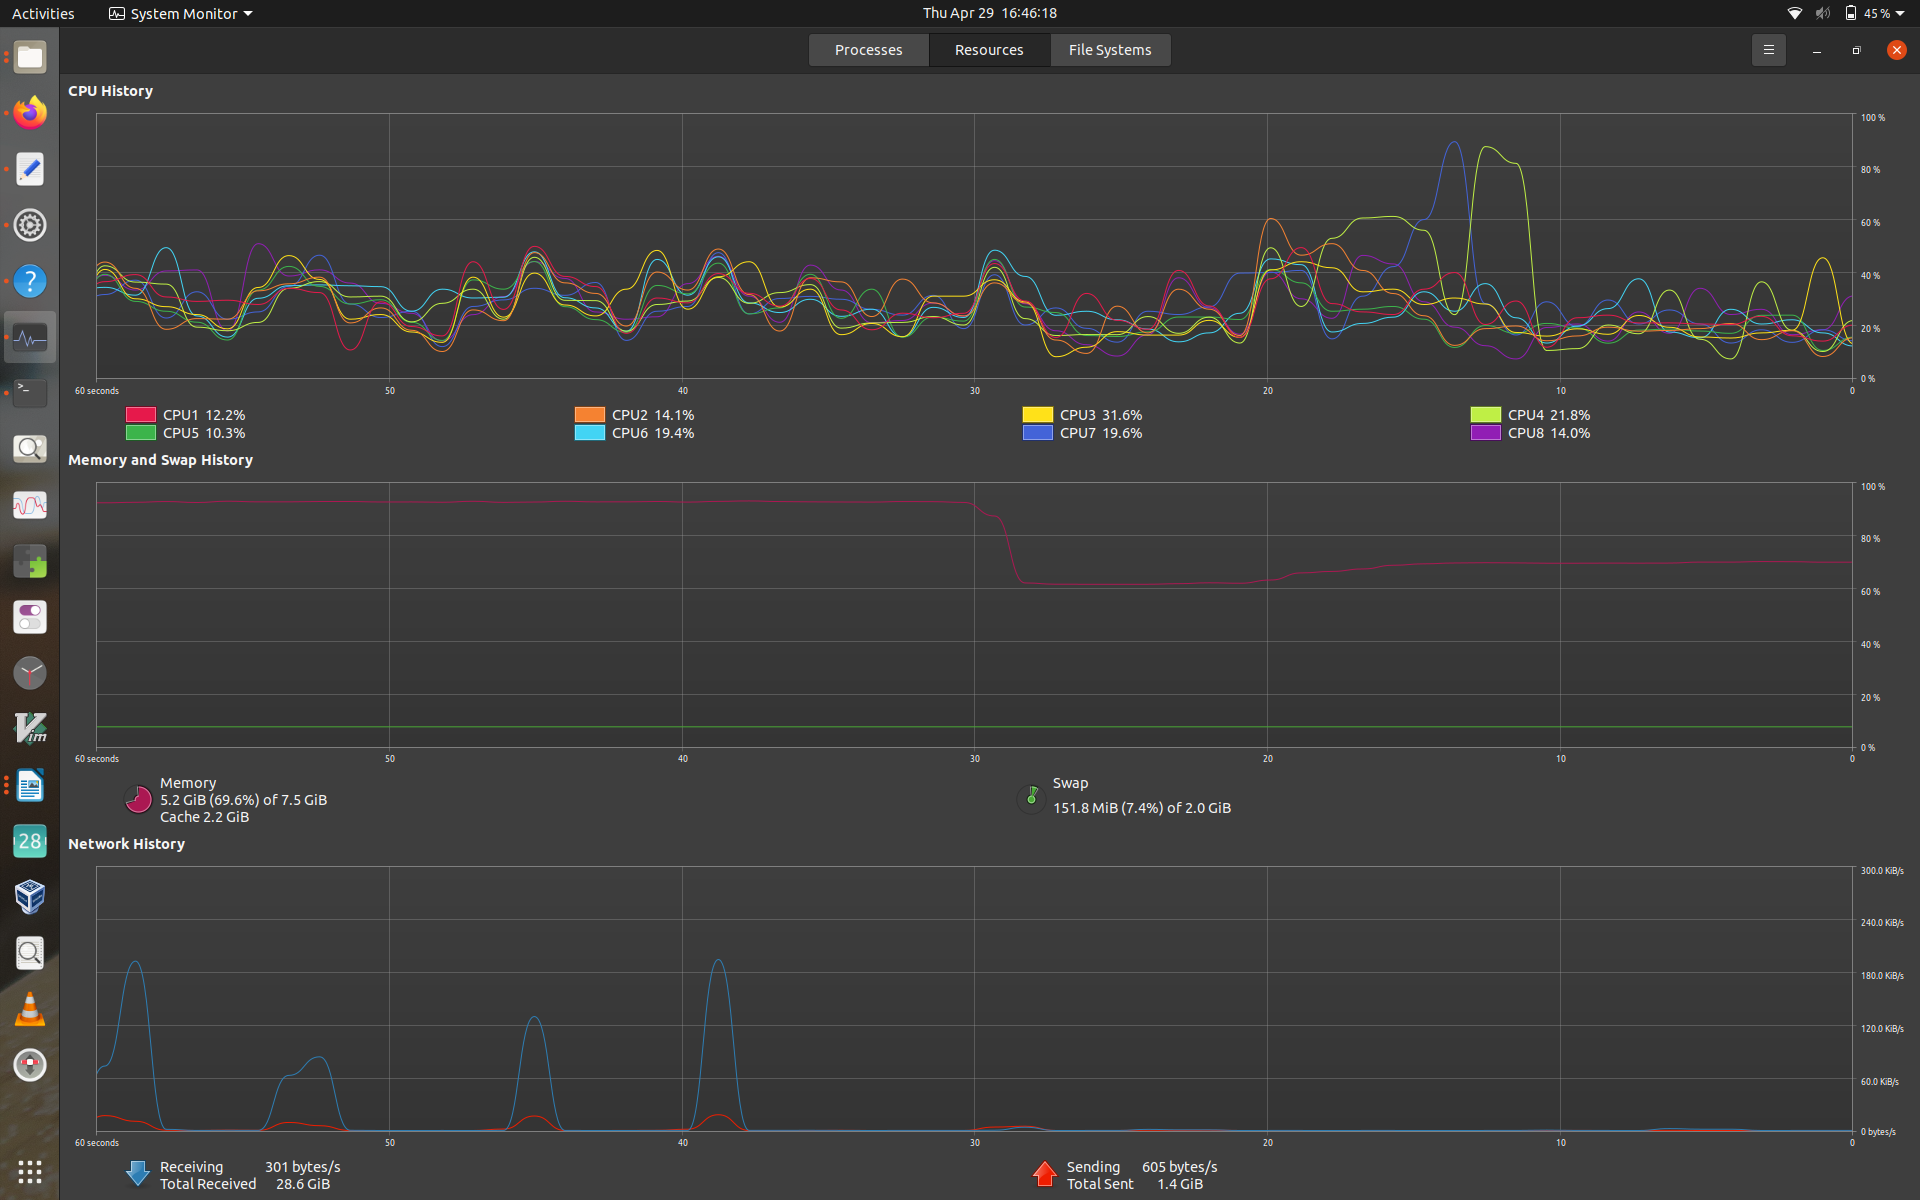 Activities System Monitor Thu Apr 29 16:46:18 45 %
Processes Resources File Systems
CPU History
100 %
80 %
60 %
40 %
20 %
0 %
60 seconds 50 40 30 20 10 0
CPU1 12.2% CPU2 14.1% CPU3 31.6% CPU4 21.8%
CPU5 10.3% CPU6 19.4% CPU7 19.6% CPU8 14.0%
Memory and Swap History
100 %
80 %
60 %
40 %
20 %
0 %
60 seconds 50 40 30 20 10 0
Memory
5.2 GiB (69.6%) of 7.5 GiB
Cache 2.2 GiB
Swap
151.8 MiB (7.4%) of 2.0 GiB
Network History
300.0 KiB/s
240.0 KiB/s
180.0 KiB/s
120.0 KiB/s
60.0 KiB/s
0 bytes/s
60 seconds 50 40 30 20 10 0
Receiving 301 bytes/s
Total Received 28.6 GiB
Sending 605 bytes/s
Total Sent 1.4 GiB
?
>_
Vim
28